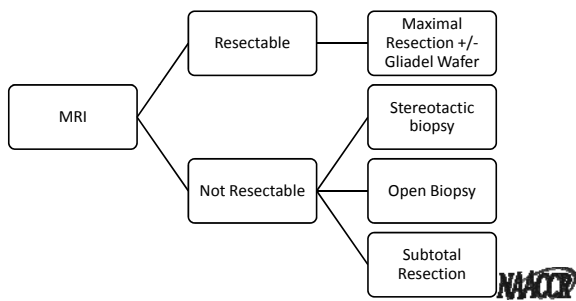 Resectable
Maximal
Resection +/-
Gliadel Wafer
MRI
Stereotactic
biopsy
Not Resectable
Open Biopsy
Subtotal
Resection
NAACCR